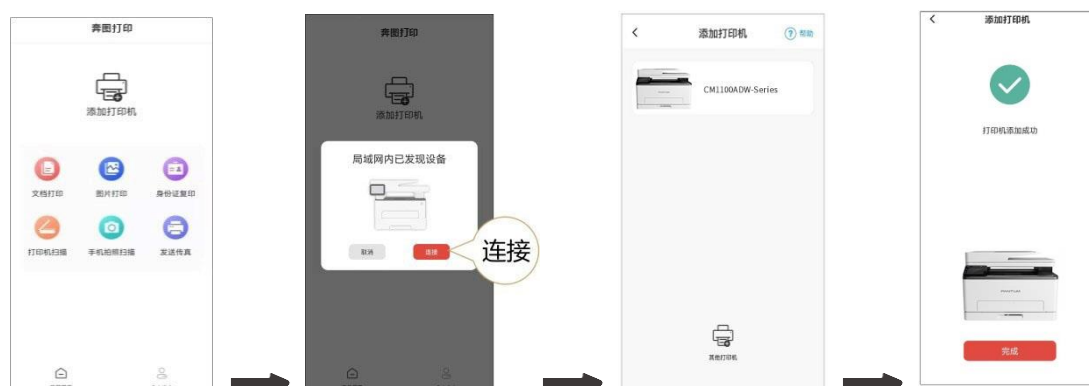 奔图打印
添加打印机
文档打印
图片打印
身份证复印
打印机扫描
手机拍照扫描
发送传真
奔图打印
添加打印机
局域网内已发现设备
取消
连接
连接
添加打印机
? 帮助
CM1100ADW-Series
其他打印机
添加打印机
打印机添加成功
PANTUM
完成